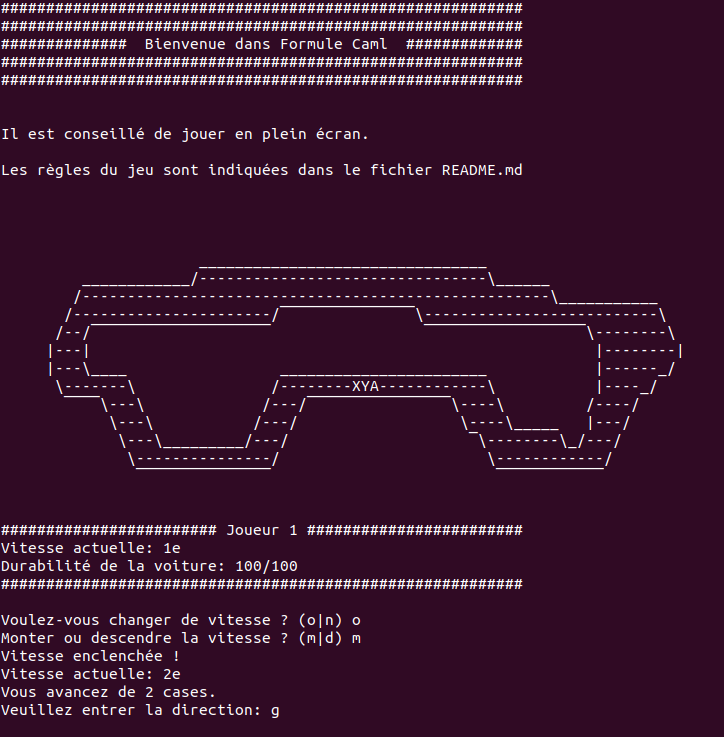 ##########################################################
##########################################################
##############  Bienvenue dans Formule Caml  #############
##########################################################
##########################################################
Il est conseillé de jouer en plein écran.
Les règles du jeu sont indiquées dans le fichier README.md
XYA
######################## Joueur 1 ########################
Vitesse actuelle: 1e
Durabilité de la voiture: 100/100
##########################################################
Voulez-vous changer de vitesse ? (o|n) o
Monter ou descendre la vitesse ? (m|d) m
Vitesse enclenchée !
Vitesse actuelle: 2e
Vous avancez de 2 cases.
Veuillez entrer la direction: g